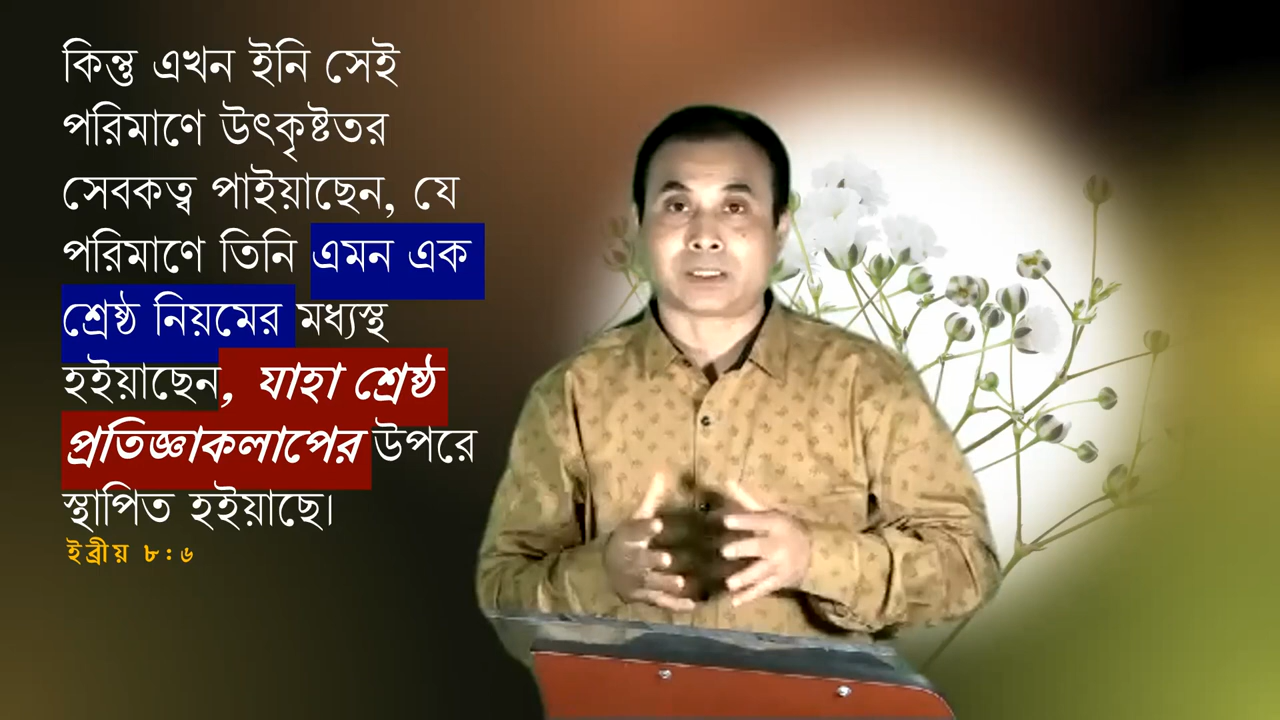 কিন্তু এখন ইনি সেই
পরিমাণে উৎকৃষ্টতর
সেবকত্ব পাইয়াছেন, যে
পরিমাণে তিনি এমন এক
শ্রেষ্ঠ নিয়মের মধ্যস্থ
হইয়াছেন, যাহা শ্রেষ্ঠ
প্রতিজ্ঞাকলাপের উপরে
স্থাপিত হইয়াছে।
ইব্রীয় ৮:৬